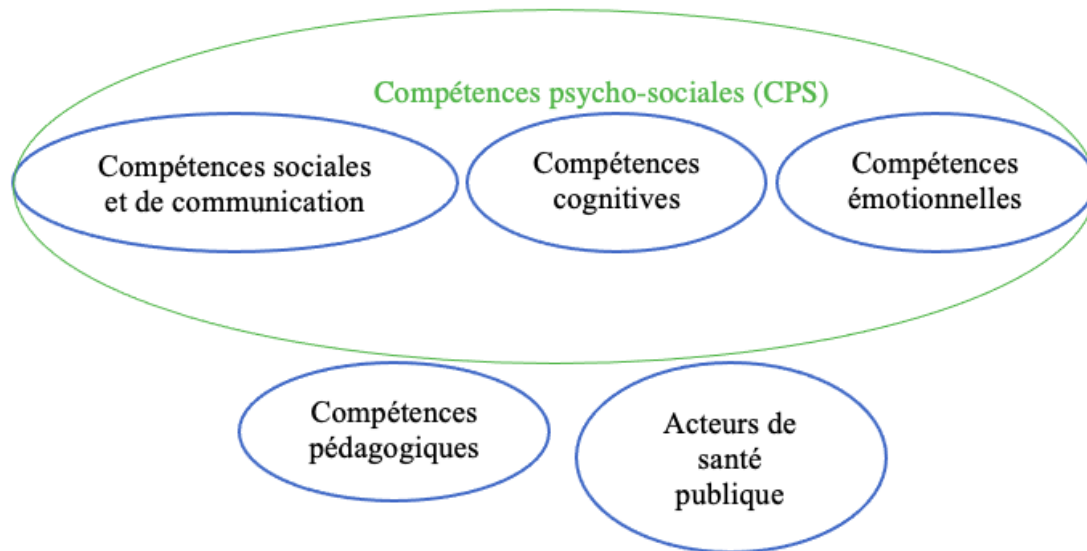 Compétences psycho-sociales (CPS)
Compétences sociales
et de communication
Compétences
cognitives
Compétences
émotionnelles
Compétences
pédagogiques
Acteurs de
santé
publique